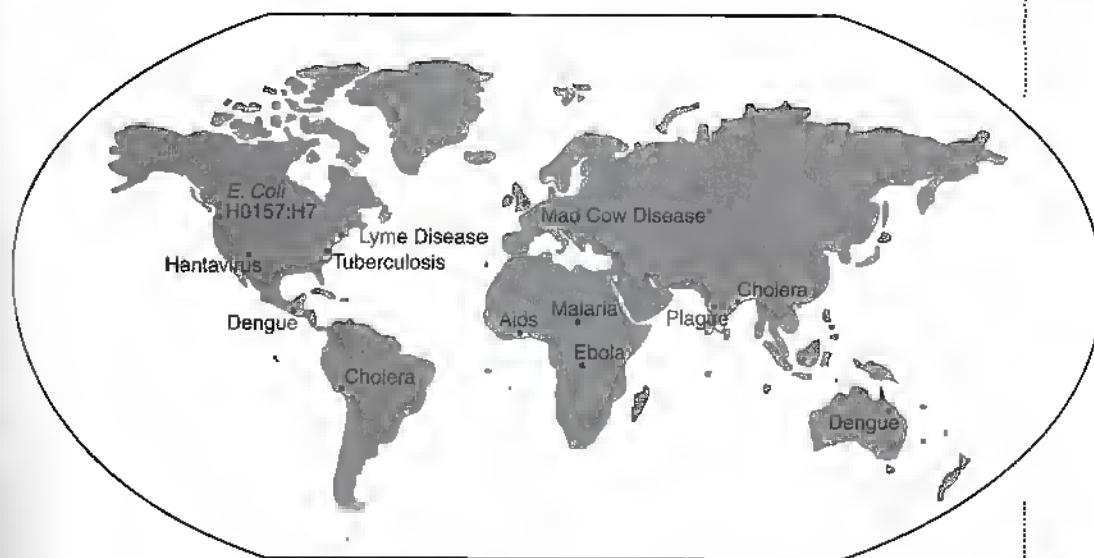 E. Coli
H0157:H7
Mad Cow Disease*
Lyme Disease
Hantavirus
Tuberculosis
Cholera
Malaria
Aids
Plague
Dengue
Ebola
Cholera
Dengue